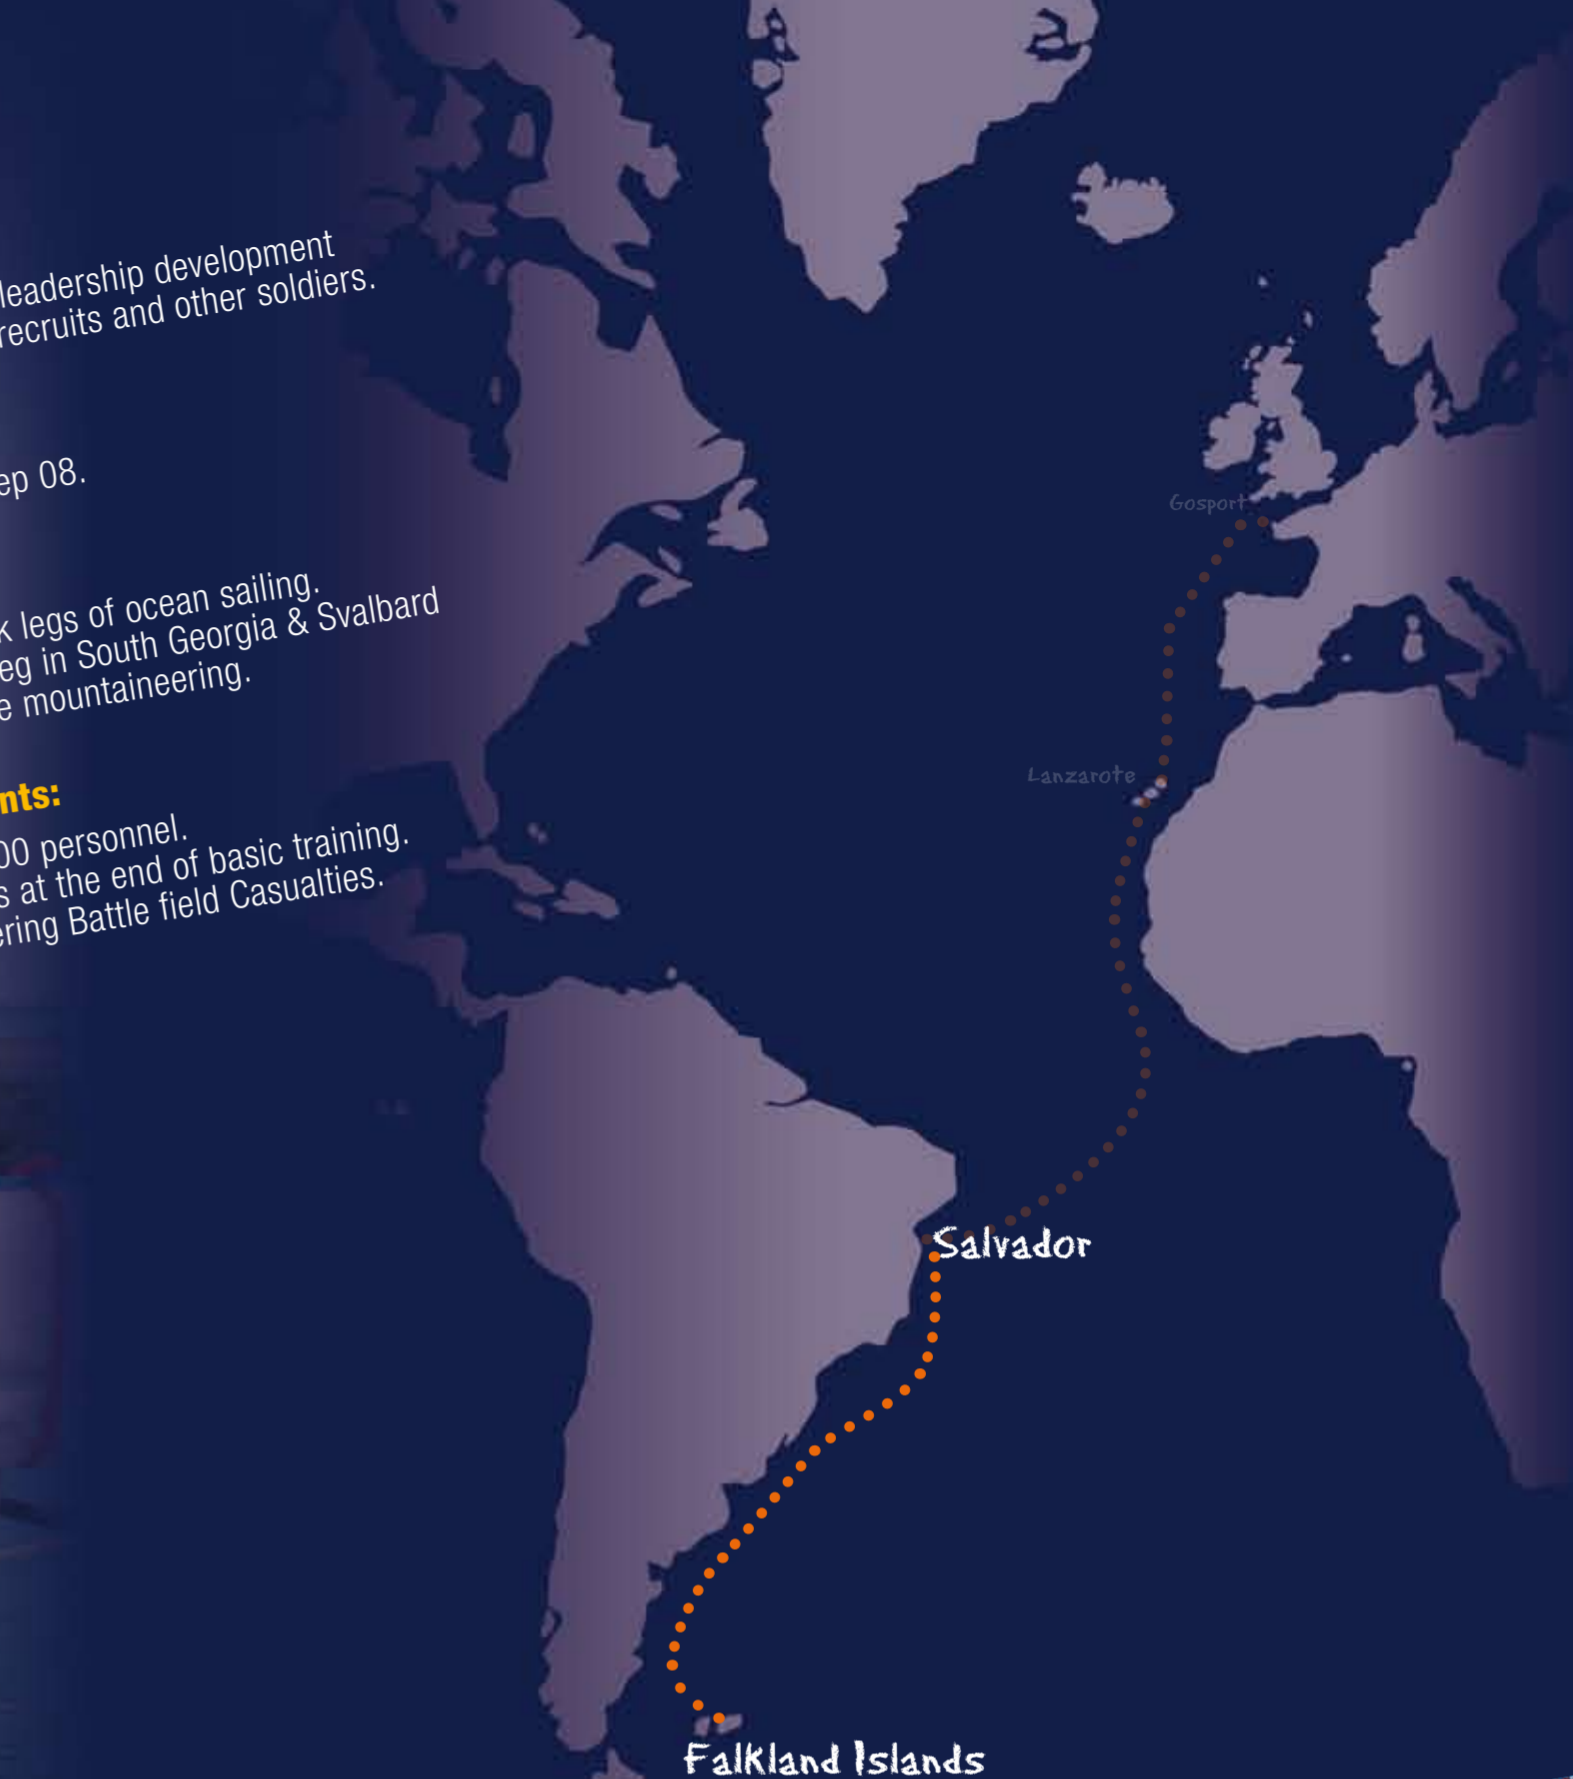 leadership development
recruits and other soldiers.
ep 08.
k legs of ocean sailing.
eg in South Georgia & Svalbard
e mountaineering.
nts:
00 personnel.
s at the end of basic training.
ering Battle field Casualties.
Gosport
Lanzarote
Salvador
Falkland Islands